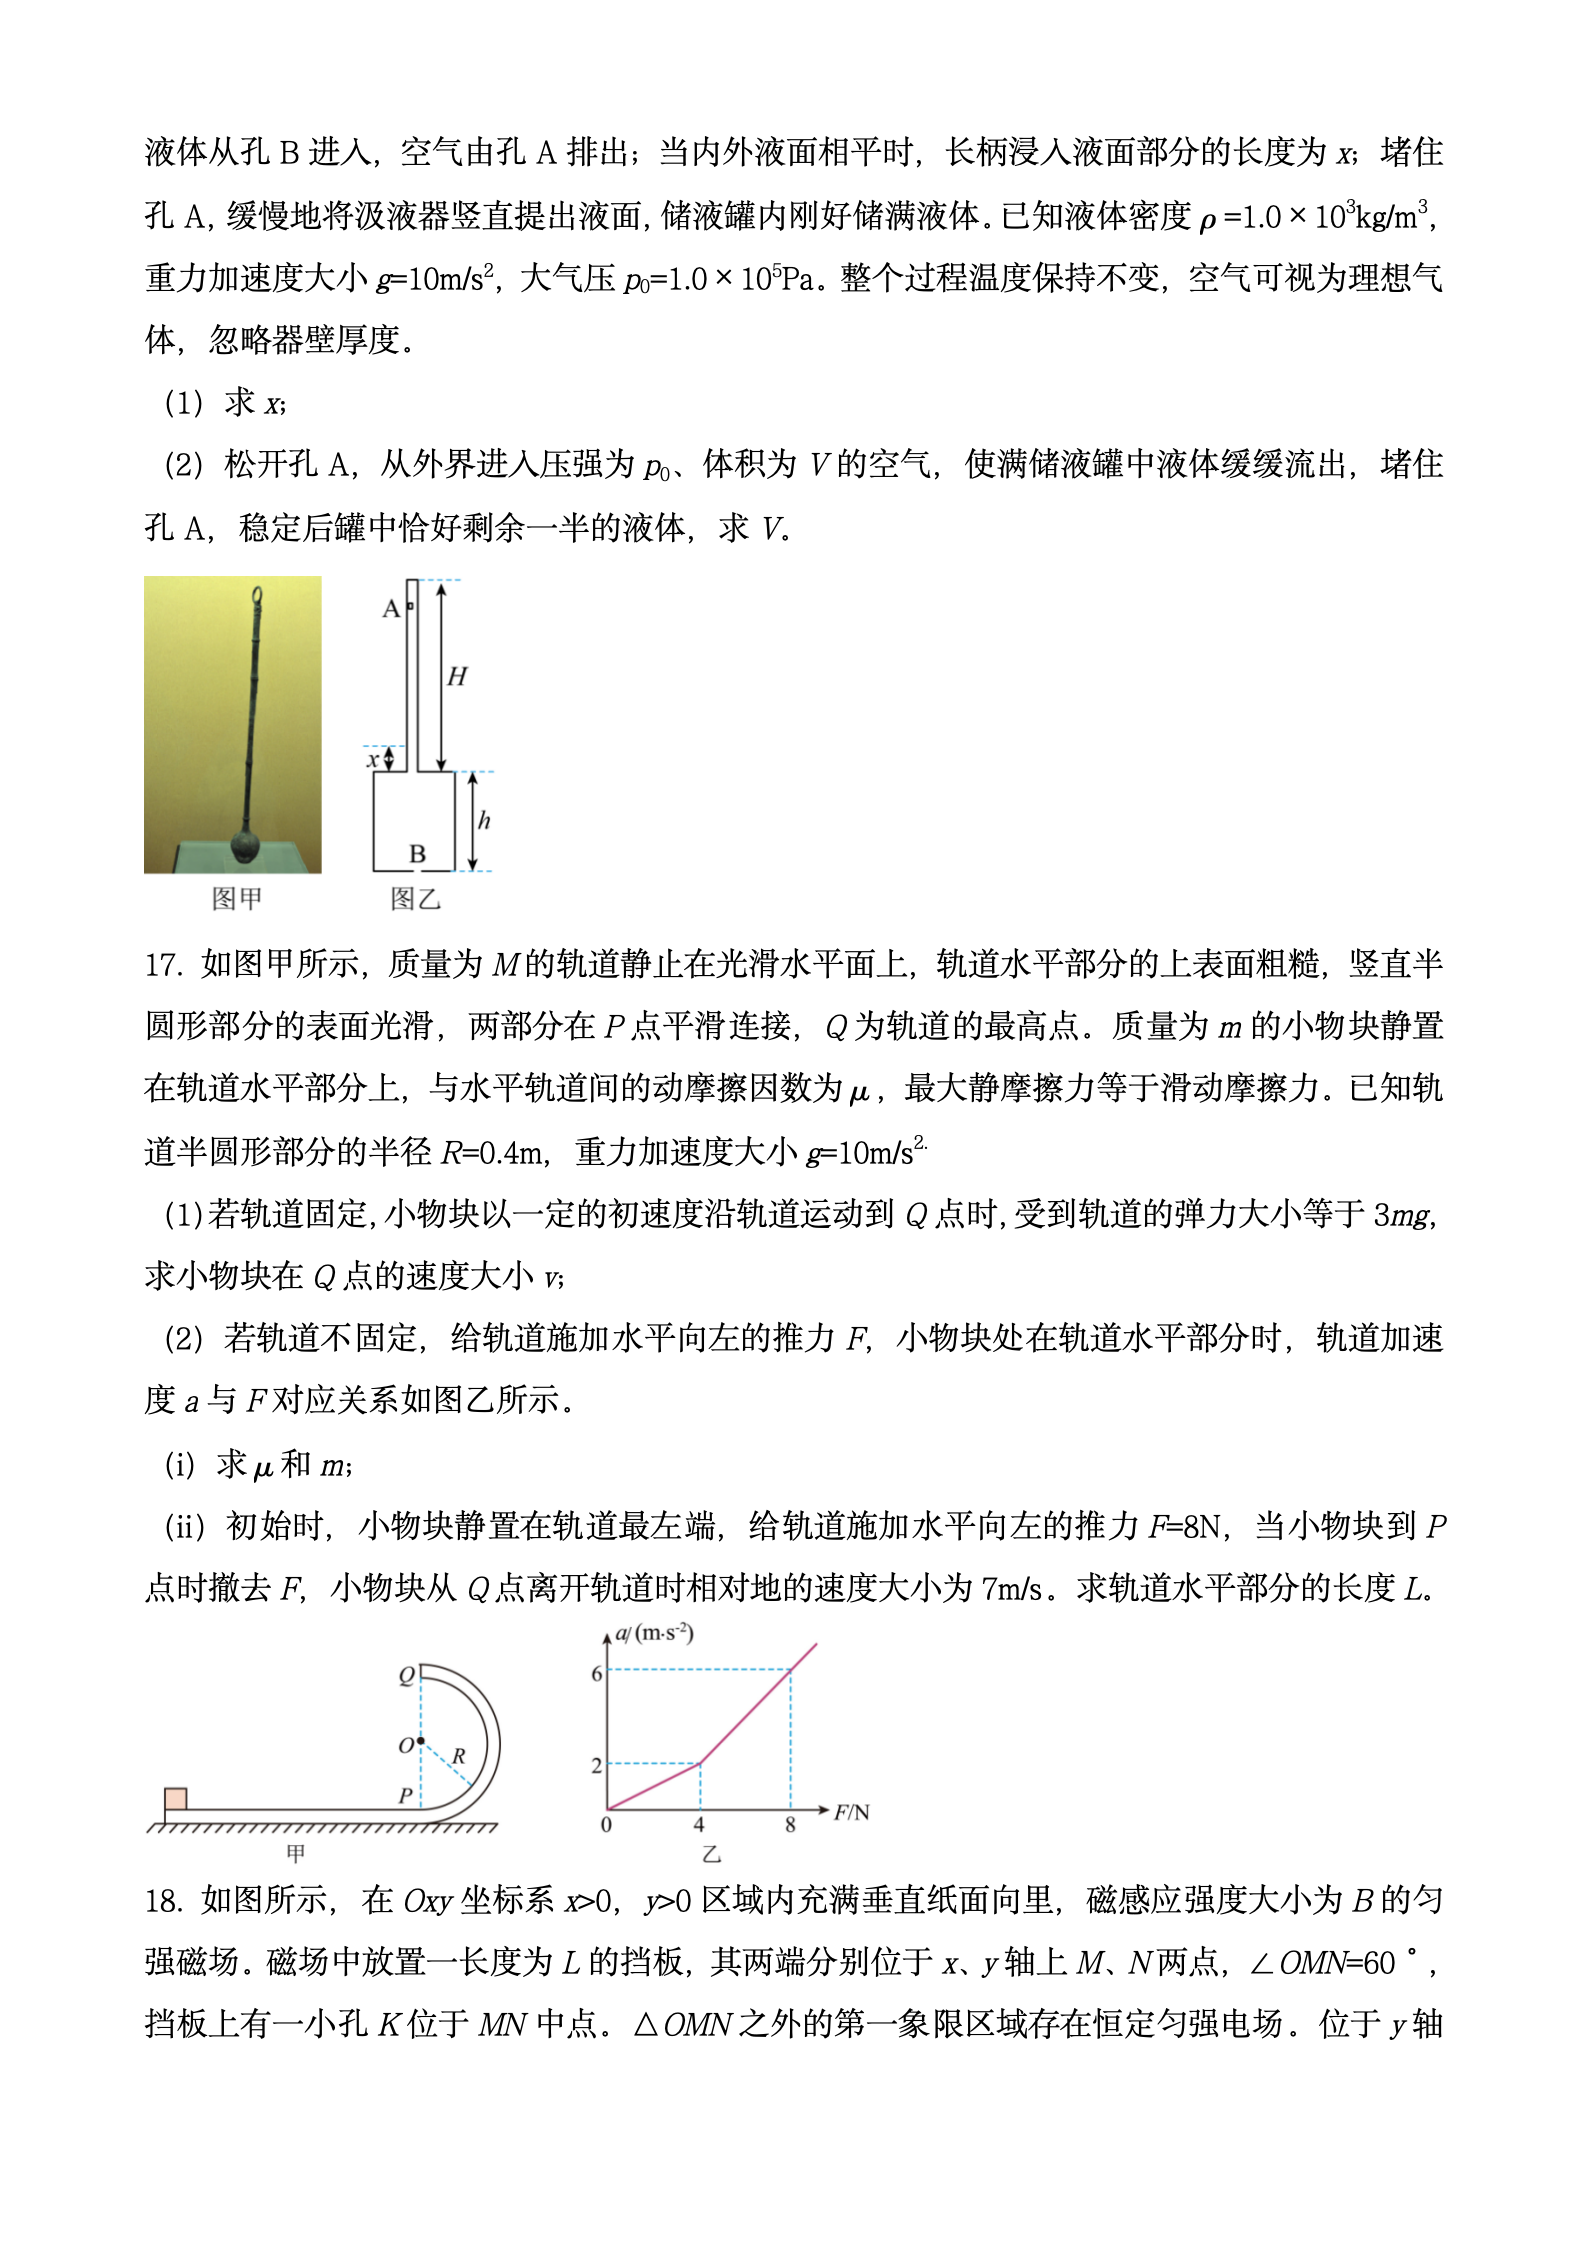 液体从孔 B 进入，空气由孔 A 排出；当内外液面相平时，长柄浸入液面部分的长度为 x；堵住
孔 A，缓慢地将汲液器竖直提出液面，储液罐内刚好储满液体。已知液体密度 ρ =1.0 × 10³kg/m³，
重力加速度大小 g=10m/s²，大气压 p₀=1.0 × 10⁵Pa。整个过程温度保持不变，空气可视为理想气
体，忽略器壁厚度。
（1）求 x；
（2）松开孔 A，从外界进入压强为 p₀、体积为 V 的空气，使满储液罐中液体缓缓流出，堵住
孔 A，稳定后罐中恰好剩余一半的液体，求 V。
A
H
x
h
B
图甲 图乙
17. 如图甲所示，质量为 M 的轨道静止在光滑水平面上，轨道水平部分的上表面粗糙，竖直半
圆形部分的表面光滑，两部分在 P 点平滑连接，Q 为轨道的最高点。质量为 m 的小物块静置
在轨道水平部分上，与水平轨道间的动摩擦因数为 μ，最大静摩擦力等于滑动摩擦力。已知轨
道半圆形部分的半径 R=0.4m，重力加速度大小 g=10m/s².
（1）若轨道固定，小物块以一定的初速度沿轨道运动到 Q 点时，受到轨道的弹力大小等于 3mg，
求小物块在 Q 点的速度大小 v；
（2）若轨道不固定，给轨道施加水平向左的推力 F，小物块处在轨道水平部分时，轨道加速
度 a 与 F 对应关系如图乙所示。
（i）求 μ 和 m；
（ii）初始时，小物块静置在轨道最左端，给轨道施加水平向左的推力 F=8N，当小物块到 P
点时撤去 F，小物块从 Q 点离开轨道时相对地的速度大小为 7m/s。求轨道水平部分的长度 L。
Q
O
R
P
甲
a/(m·s⁻²)
6
2
0 4 8 F/N
乙
18. 如图所示，在 Oxy 坐标系 x>0，y>0 区域内充满垂直纸面向里，磁感应强度大小为 B 的匀
强磁场。磁场中放置一长度为 L 的挡板，其两端分别位于 x、y 轴上 M、N 两点，∠OMN=60°，
挡板上有一小孔 K 位于 MN 中点。△OMN 之外的第一象限区域存在恒定匀强电场。位于 y 轴